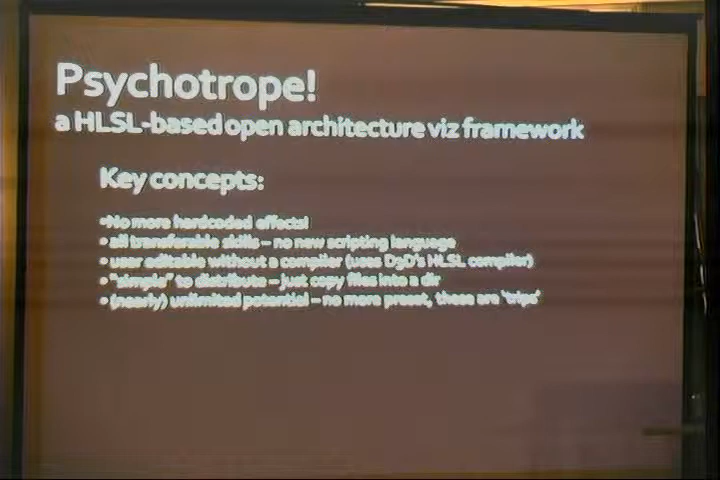 Psychotrope!
a HLSL-based open architecture viz framework
Key concepts:
•No more hardcoded effects!
• all transferable skills – no new scripting language
• user editable without a compiler (uses D3D's HLSL compiler)
• "simple" to distribute – just copy files into a dir
• (nearly) unlimited potential – no more preset, these are 'trips'